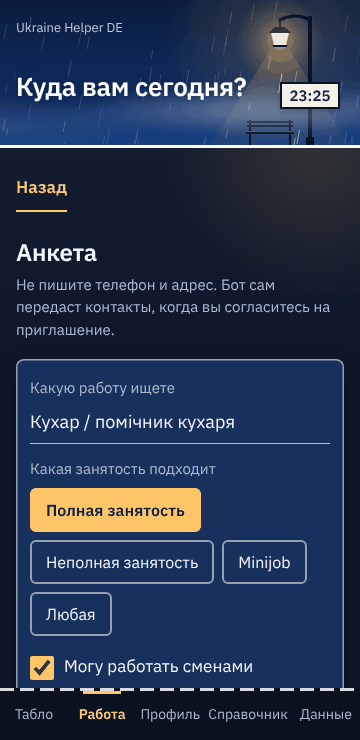 Ukraine Helper DE
Куда вам сегодня?
23:25
Назад
Анкета
Не пишите телефон и адрес. Бот сам
передаст контакты, когда вы согласитесь на
приглашение.
Какую работу ищете
Кухар / помічник кухаря
Какая занятость подходит
Полная занятость
Неполная занятость
Minijob
Любая
Могу работать сменами
Табло
Работа
Профиль
Справочник
Данные